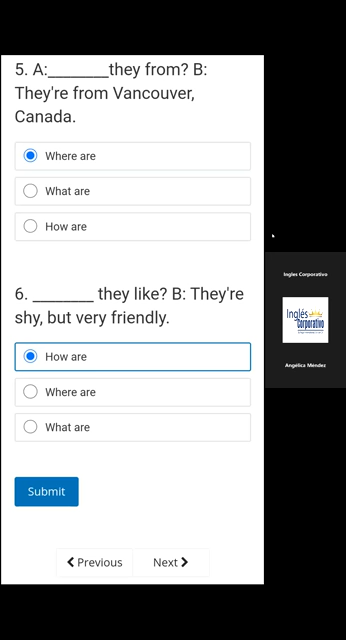 5. A:________they from? B:
They're from Vancouver,
Canada.
Where are
What are
How are
6. ________ they like? B: They're
shy, but very friendly.
How are
Where are
What are
Submit
Previous
Next
Ingles Corporativo
Inglés
Corporativo
Angélica Méndez